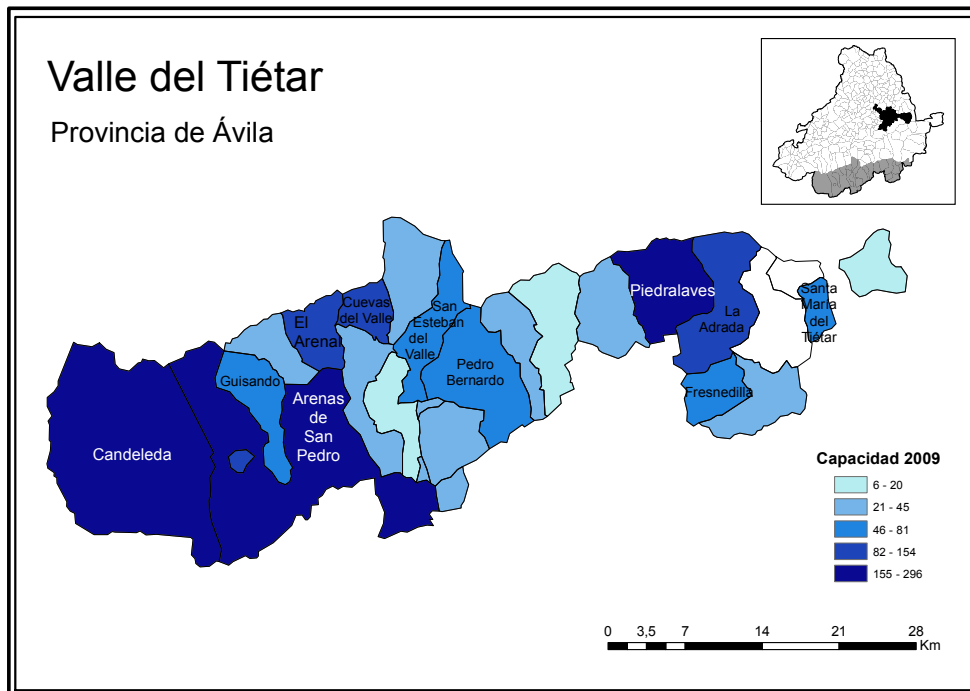 Valle del Tiétar
Provincia de Ávila
Piedralaves
La
Adrada
Santa
María
del
Tiétar
Cuevas
del Valle
San
Esteban
del
Valle
El
Arenal
Pedro
Bernardo
Guisando
Arenas
de
San
Pedro
Fresnedilla
Candeleda
Capacidad 2009
6 - 20
21 - 45
46 - 81
82 - 154
155 - 296
0 3,5 7 14 21 28
Km